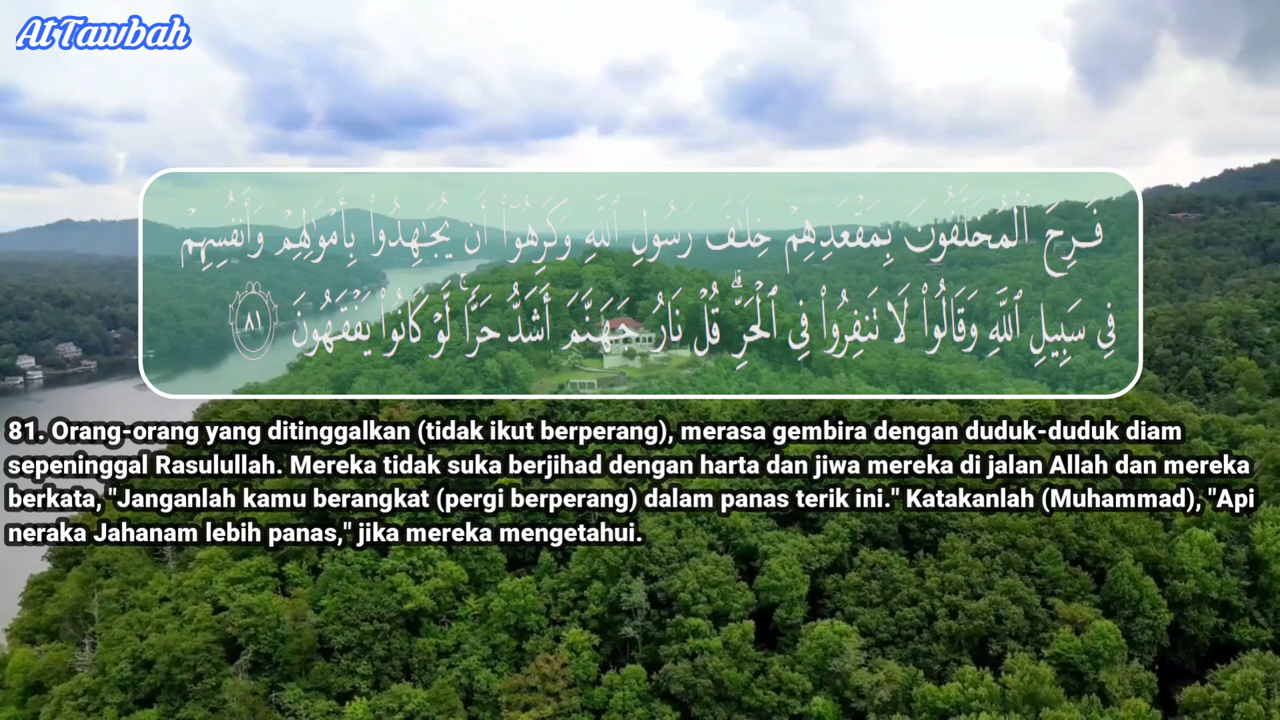 At Tawbah
فَرِحَ ٱلْمُخَلَّفُونَ بِمَقْعَدِهِمْ خِلَٰفَ رَسُولِ ٱللَّهِ وَكَرِهُوٓا۟ أَن يُجَٰهِدُوا۟ بِأَمْوَٰلِهِمْ وَأَنفُسِهِمْ
فِى سَبِيلِ ٱللَّهِ وَقَالُوا۟ لَا تَنفِرُوا۟ فِى ٱلْحَرِّ ۗ قُلْ نَارُ جَهَنَّمَ أَشَدُّ حَرًّا ۚ لَّوْ كَانُوا۟ يَفْقَهُونَ ٨١
81. Orang-orang yang ditinggalkan (tidak ikut berperang), merasa gembira dengan duduk-duduk diam
sepeninggal Rasulullah. Mereka tidak suka berjihad dengan harta dan jiwa mereka di jalan Allah dan mereka
berkata, "Janganlah kamu berangkat (pergi berperang) dalam panas terik ini." Katakanlah (Muhammad), "Api
neraka Jahanam lebih panas," jika mereka mengetahui.